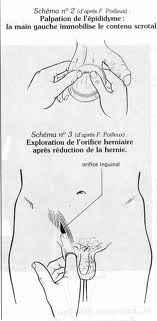 Schéma n° 2 (d'après F. Poilleux) :
Palpation de l'épididyme :
la main gauche immobilise le contenu scrotal
Schéma n° 3 (d'après F. Poilleux) :
Exploration de l'orifice herniaire
après réduction de la hernie.
orifice inguinal